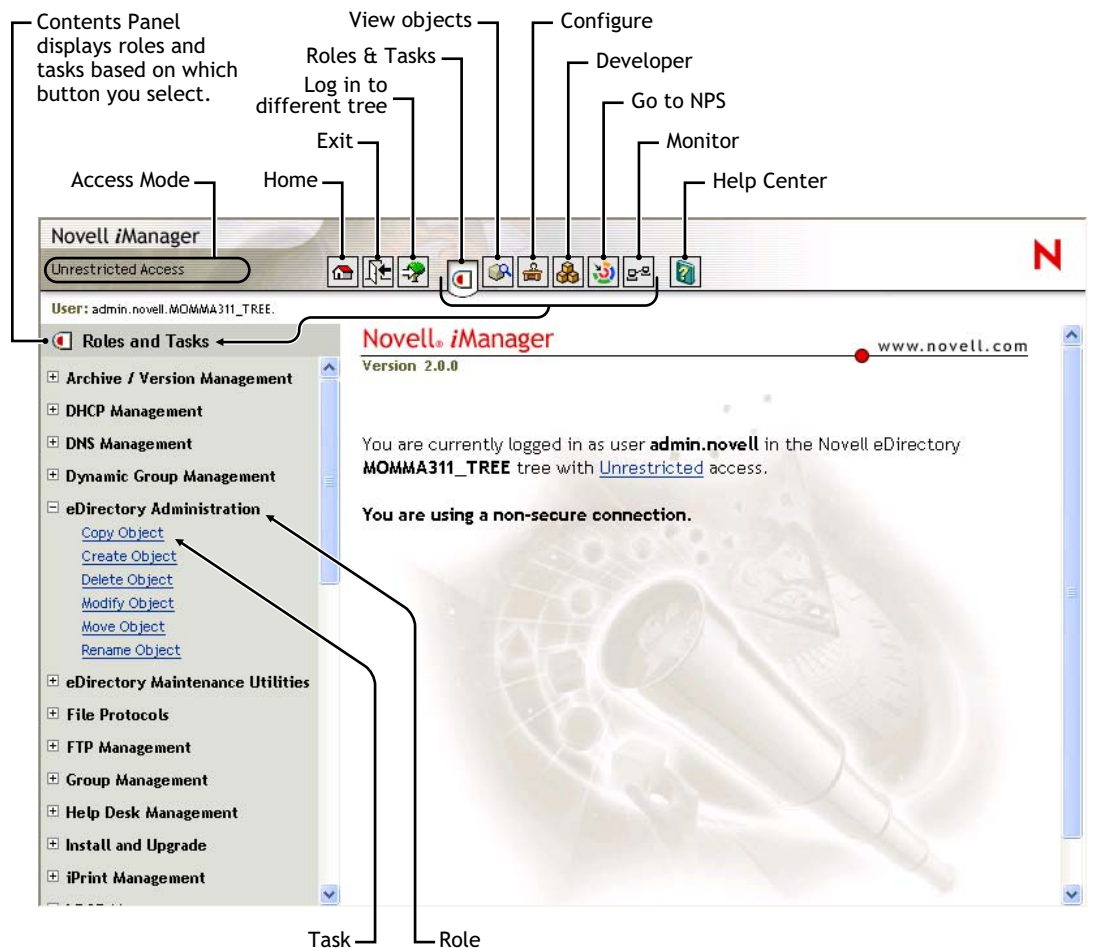 Contents Panel
displays roles and
tasks based on which
button you select.
View objects
Configure
Roles & Tasks
Developer
Log in to
different tree
Go to NPS
Exit
Monitor
Access Mode
Home
Help Center
Novell iManager
Unrestricted Access
N
User: admin.novell.MOMMA311_TREE.
Roles and Tasks
Archive / Version Management
DHCP Management
DNS Management
Dynamic Group Management
eDirectory Administration
Copy Object
Create Object
Delete Object
Modify Object
Move Object
Rename Object
eDirectory Maintenance Utilities
File Protocols
FTP Management
Group Management
Help Desk Management
Install and Upgrade
iPrint Management
Novell® iManager
www.novell.com
Version 2.0.0
You are currently logged in as user admin.novell in the Novell eDirectory
MOMMA311_TREE tree with Unrestricted access.
You are using a non-secure connection.
Task
Role